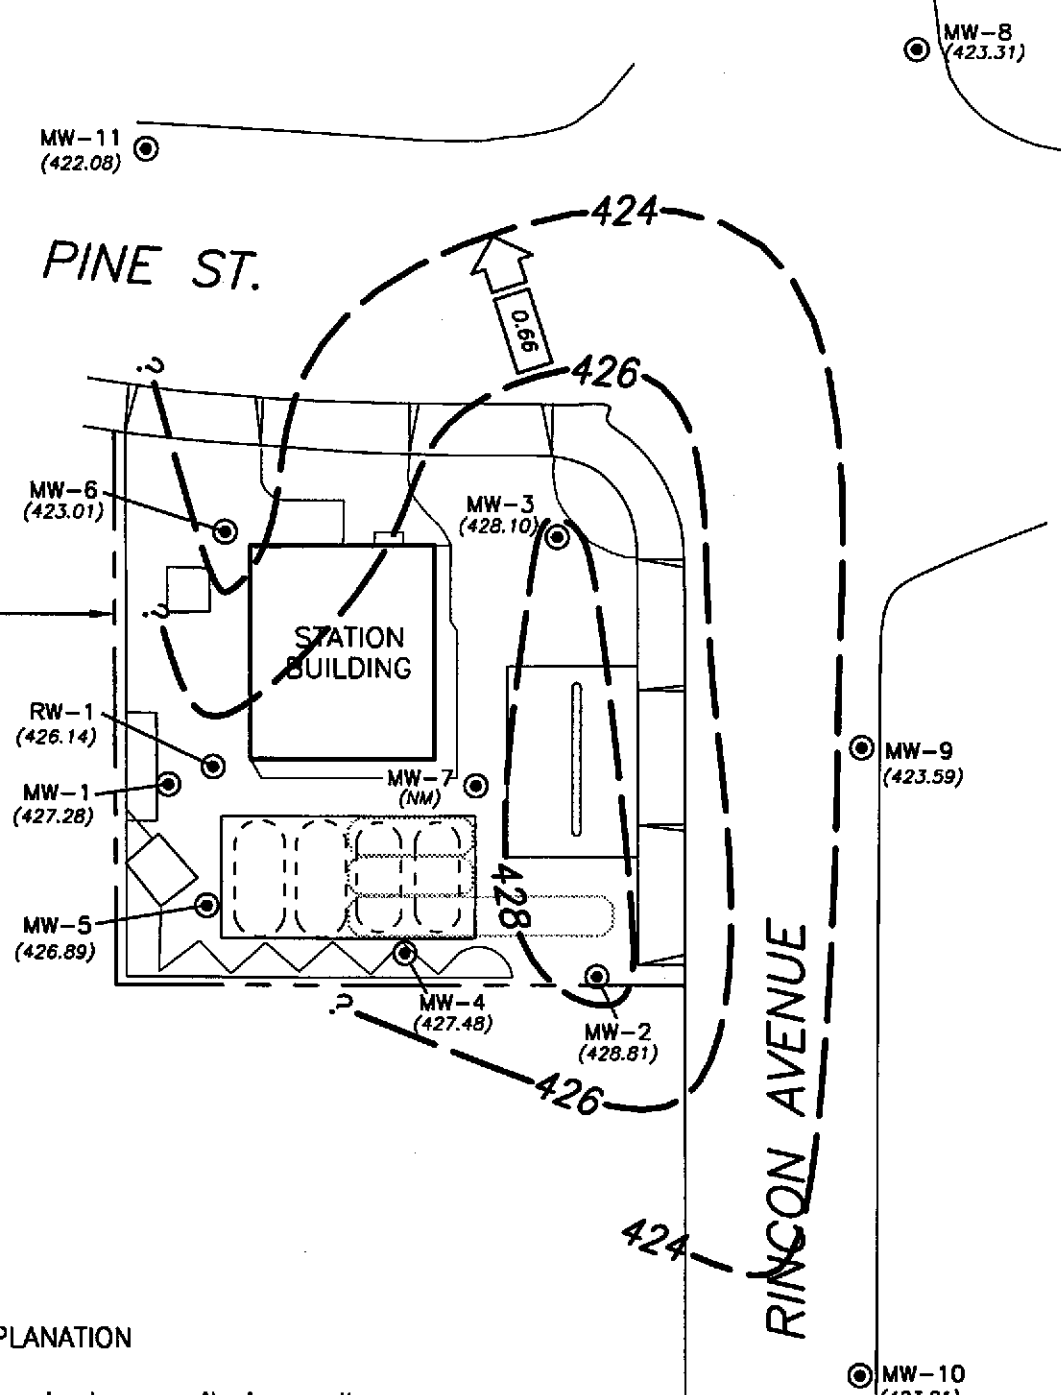 MW-8
(423.31)
MW-11
(422.08)
424
PINE ST.
0.66
?
426
MW-6
(423.01)
MW-3
(428.10)
?
STATION
BUILDING
RW-1
(426.14)
MW-7
(NM)
MW-9
(423.59)
MW-1
(427.28)
428
MW-5
(426.89)
?
MW-4
(427.48)
MW-2
(428.81)
426
RINCON AVENUE
424
PLANATION
MW-10